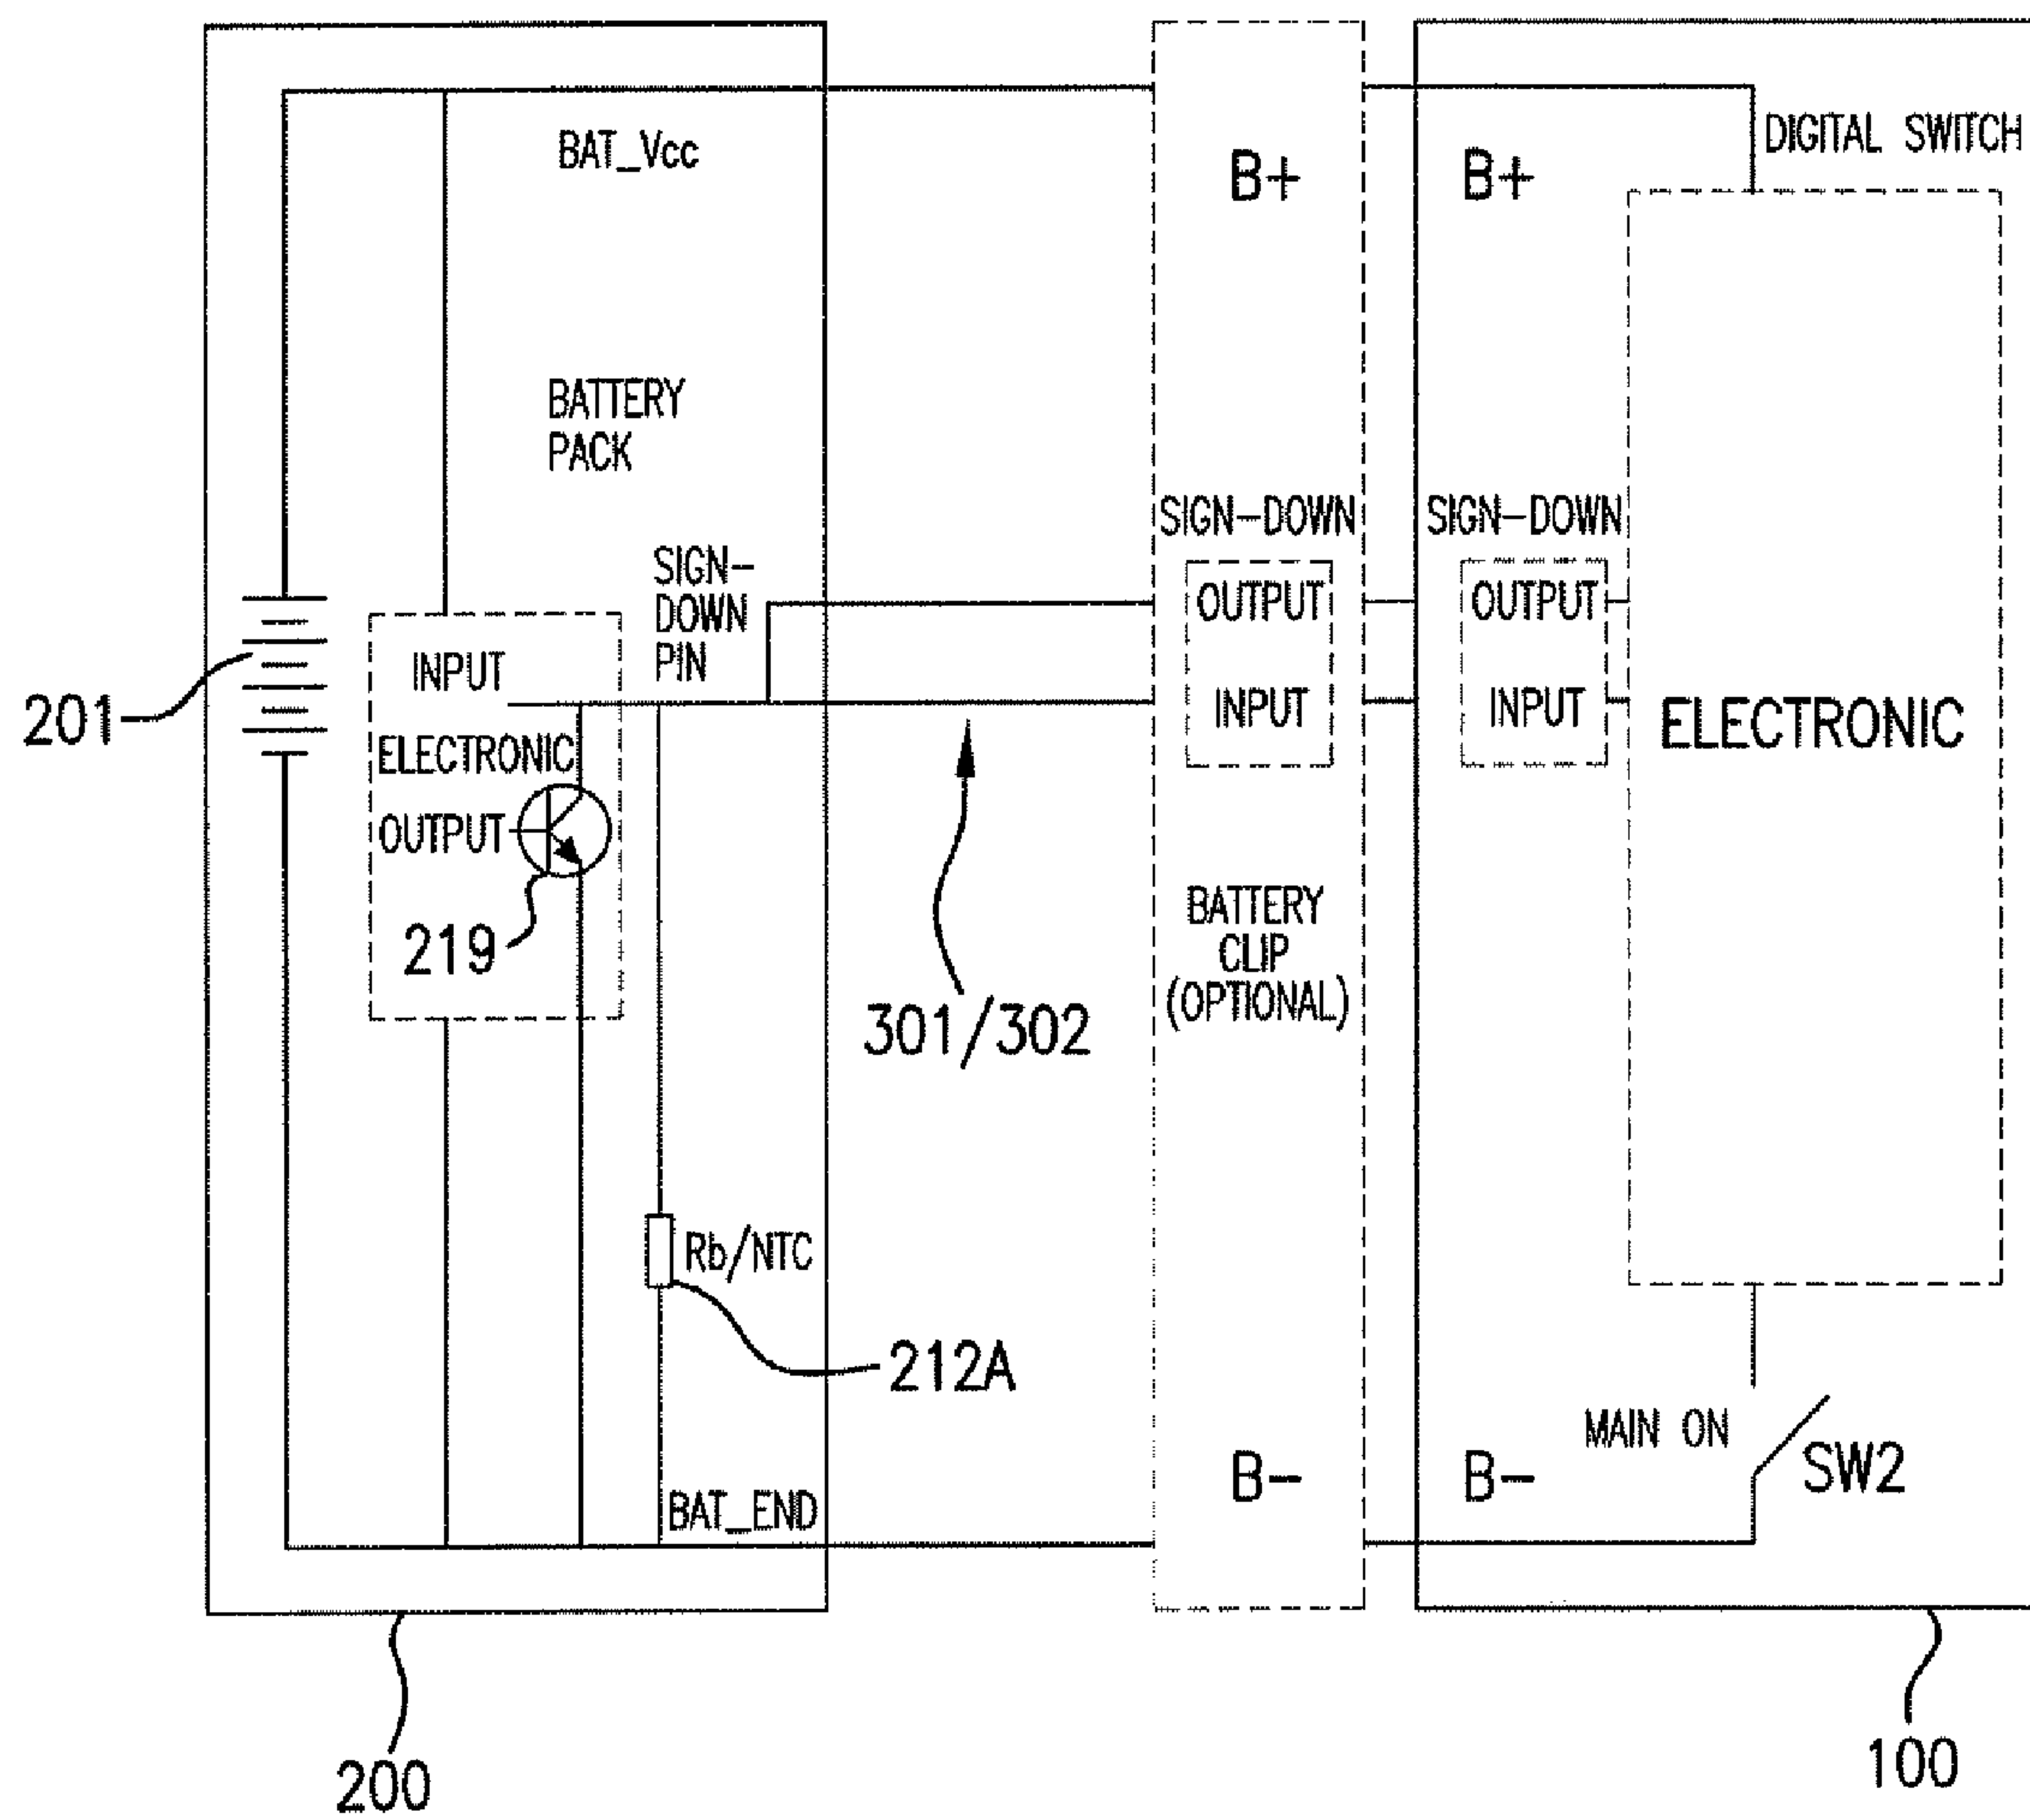 BAT_Vcc
B+
B+
DIGITAL SWITCH
BATTERY
PACK
SIGN-
DOWN
PIN
SIGN-DOWN
SIGN-DOWN
OUTPUT
OUTPUT
INPUT
INPUT
INPUT
201
ELECTRONIC
ELECTRONIC
OUTPUT
219
BATTERY
CLIP
(OPTIONAL)
301/302
Rb/NTC
212A
MAIN ON
SW2
B-
B-
BAT_END
200
100